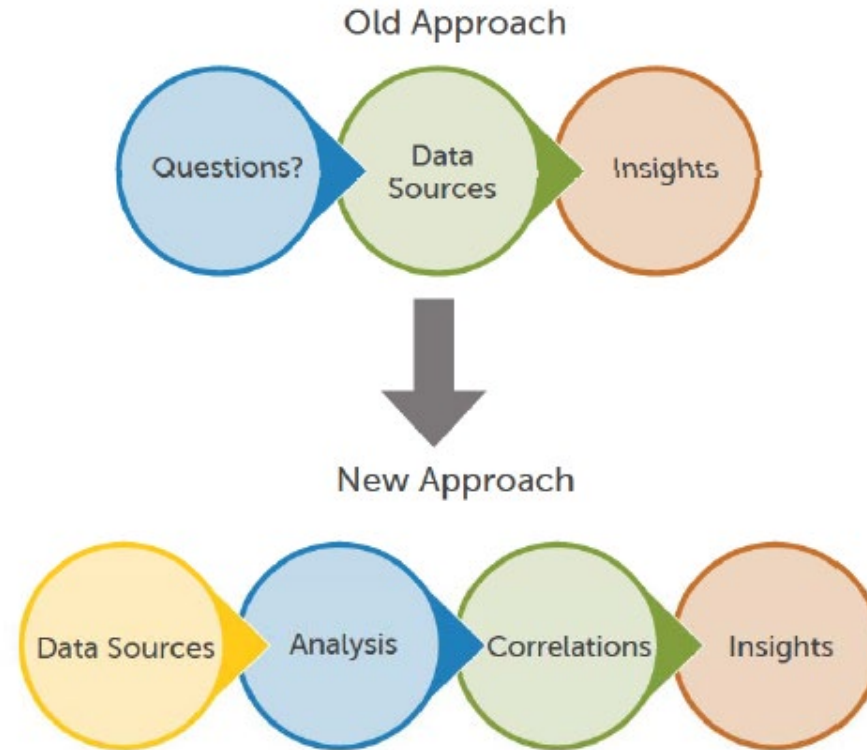 Old Approach
Questions?
Data
Sources
Insights
New Approach
Data Sources
Analysis
Correlations
Insights